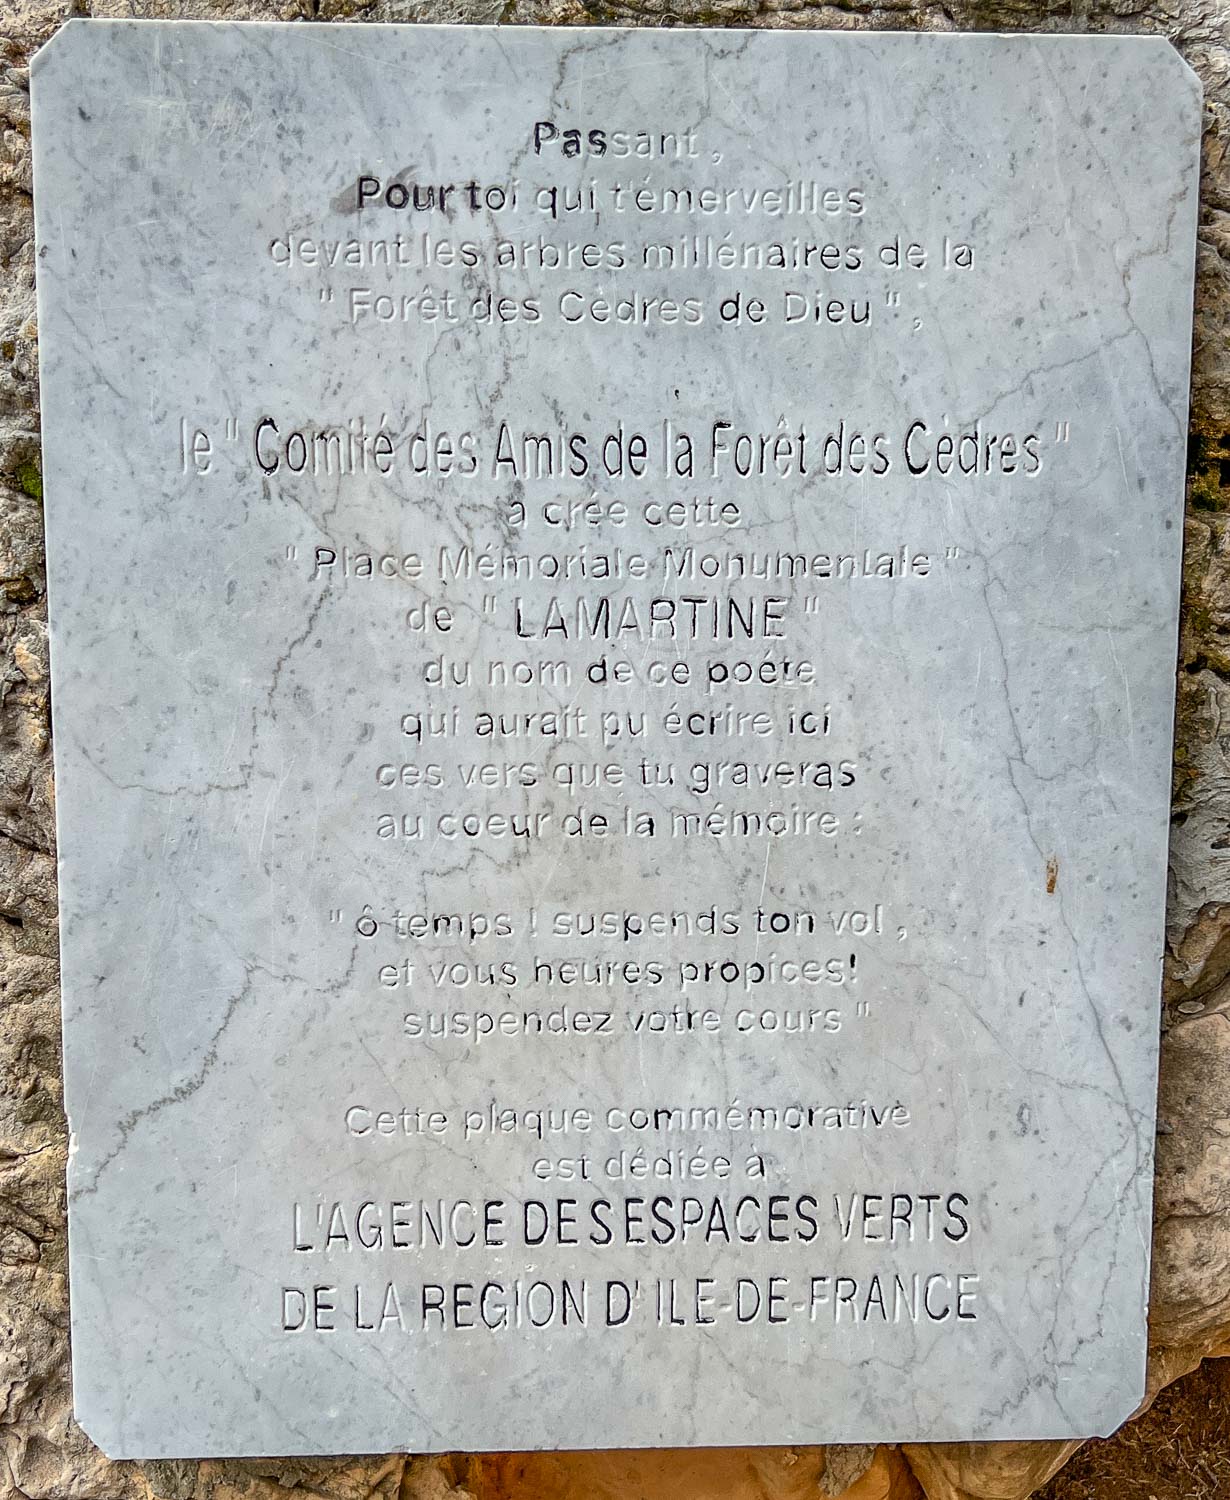 Passant ,
Pour toi qui t'émerveilles
devant les arbres millénaires de la
" Forêt des Cèdres de Dieu " ,
le " Comité des Amis de la Forêt des Cèdres "
a crée cette
" Place Mémoriale Monumentale "
de " LAMARTINE "
du nom de ce poéte
qui aurait pu écrire ici
ces vers que tu graveras
au coeur de la mémoire :
" ô temps ! suspends ton vol ,
et vous heures propices!
suspendez votre cours "
Cette plaque commémorative
est dédiée à
L'AGENCE DES ESPACES VERTS
DE LA REGION D' ILE-DE-FRANCE